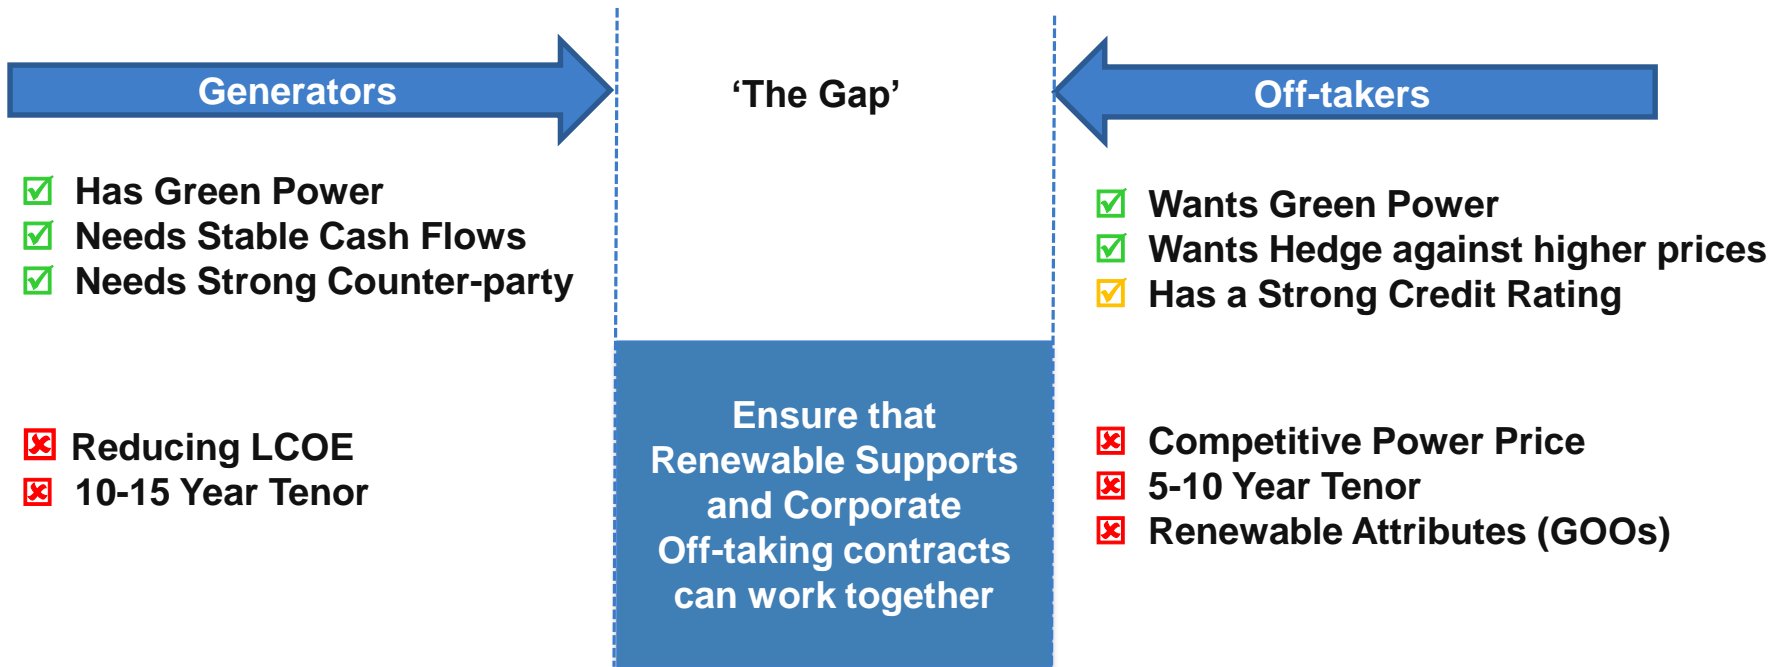 Generators
‘The Gap’
Off-takers
Has Green Power
Needs Stable Cash Flows
Needs Strong Counter-party
Reducing LCOE
10-15 Year Tenor
Ensure that
Renewable Supports
and Corporate
Off-taking contracts
can work together
Wants Green Power
Wants Hedge against higher prices
Has a Strong Credit Rating
Competitive Power Price
5-10 Year Tenor
Renewable Attributes (GOOs)